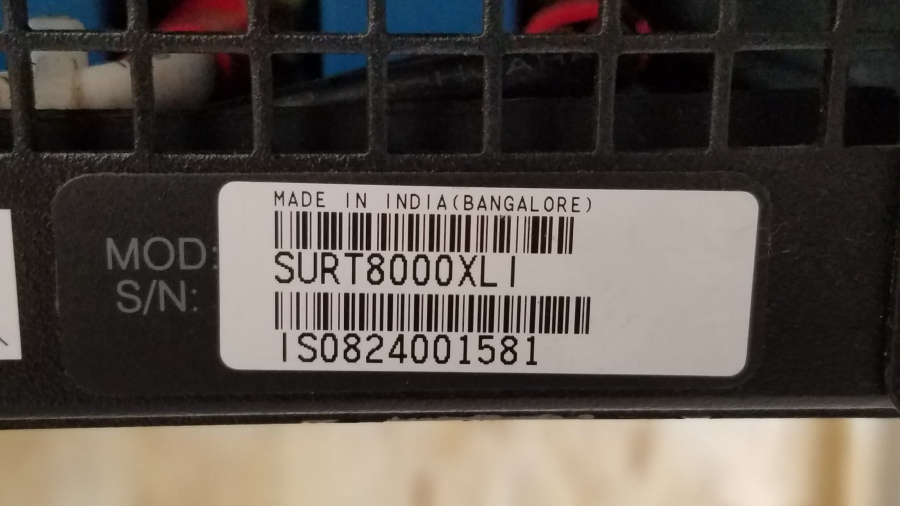 MADE IN INDIA(BANGALORE)
MOD: SURT8000XLI
S/N: IS0824001581